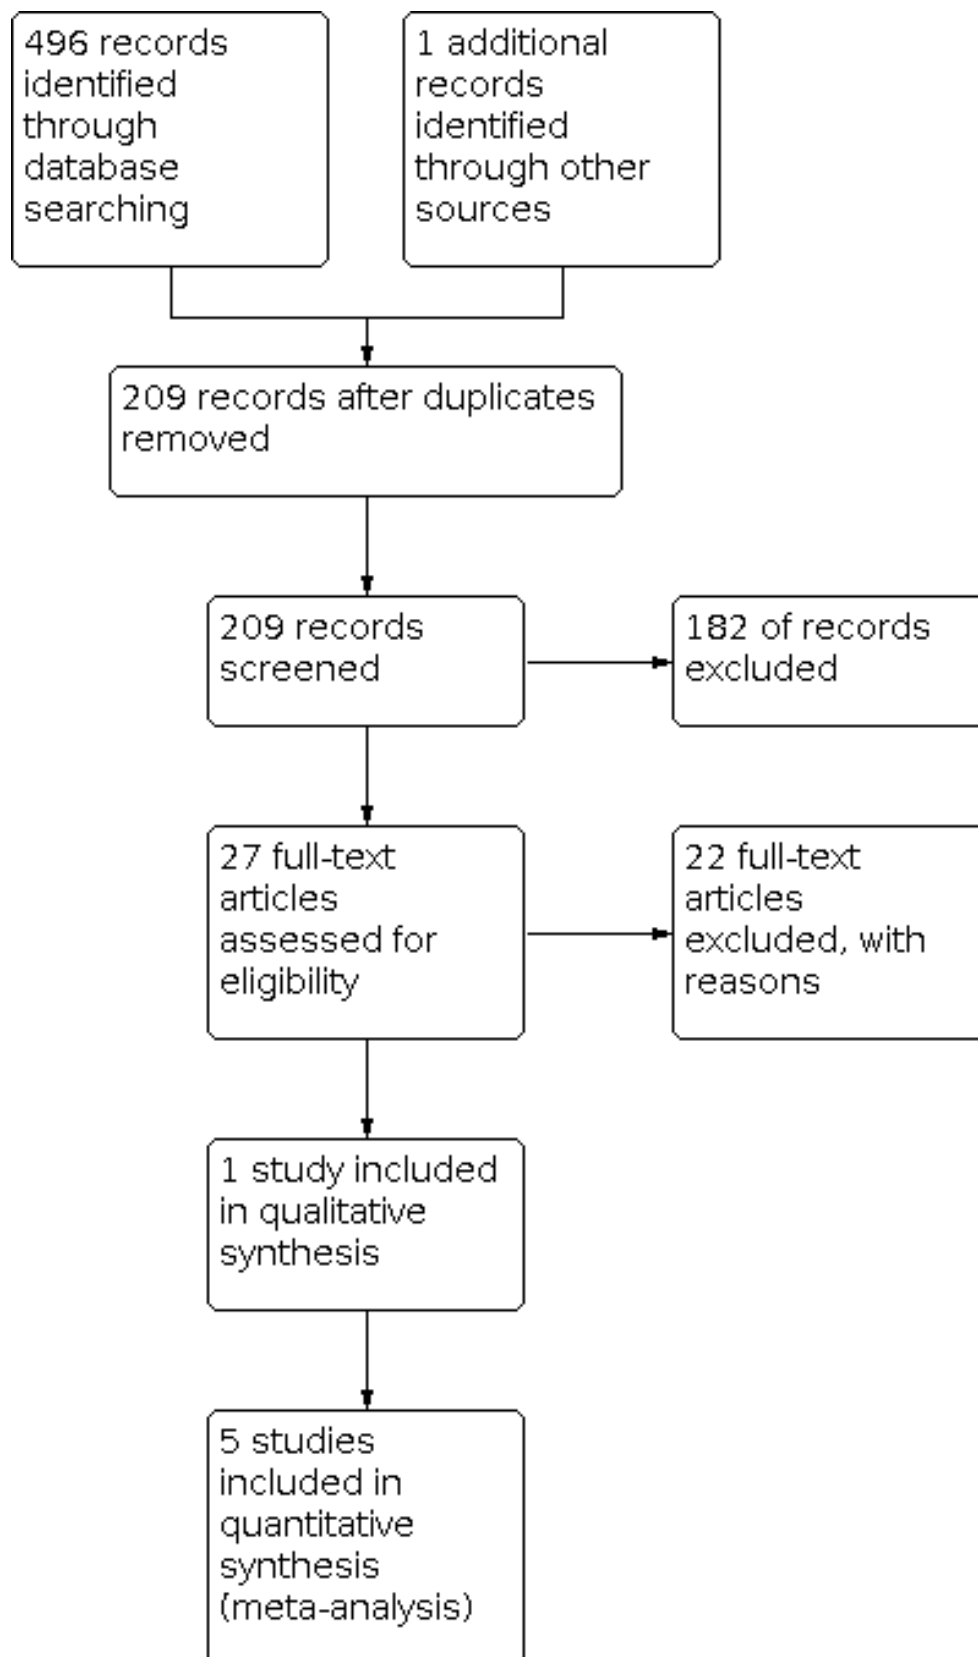 496 records
identified
through
database
searching
1 additional
records
identified
through other
sources
209 records after duplicates
removed
209 records
screened
182 of records
excluded
27 full-text
articles
assessed for
eligibility
22 full-text
articles
excluded, with
reasons
1 study included
in qualitative
synthesis
5 studies
included in
quantitative
synthesis
(meta-analysis)